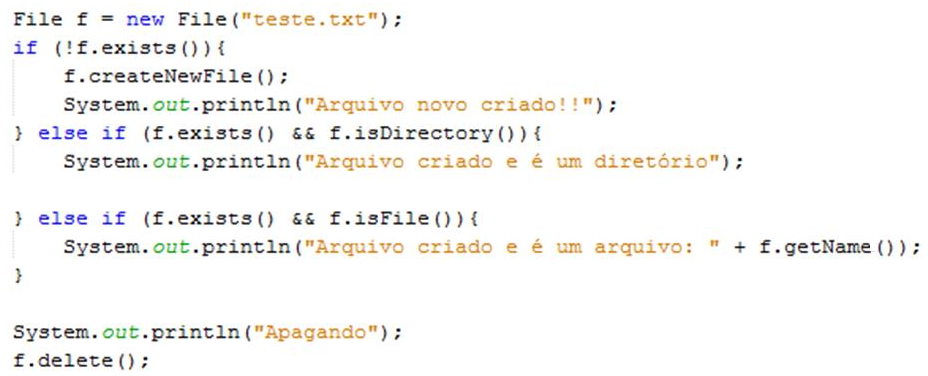 File f = new File("teste.txt");
if (!f.exists()){
    f.createNewFile();
    System.out.println("Arquivo novo criado!!");
} else if (f.exists() && f.isDirectory()){
    System.out.println("Arquivo criado e é um diretório");
} else if (f.exists() && f.isFile()){
    System.out.println("Arquivo criado e é um arquivo: " + f.getName());
}
System.out.println("Apagando");
f.delete();